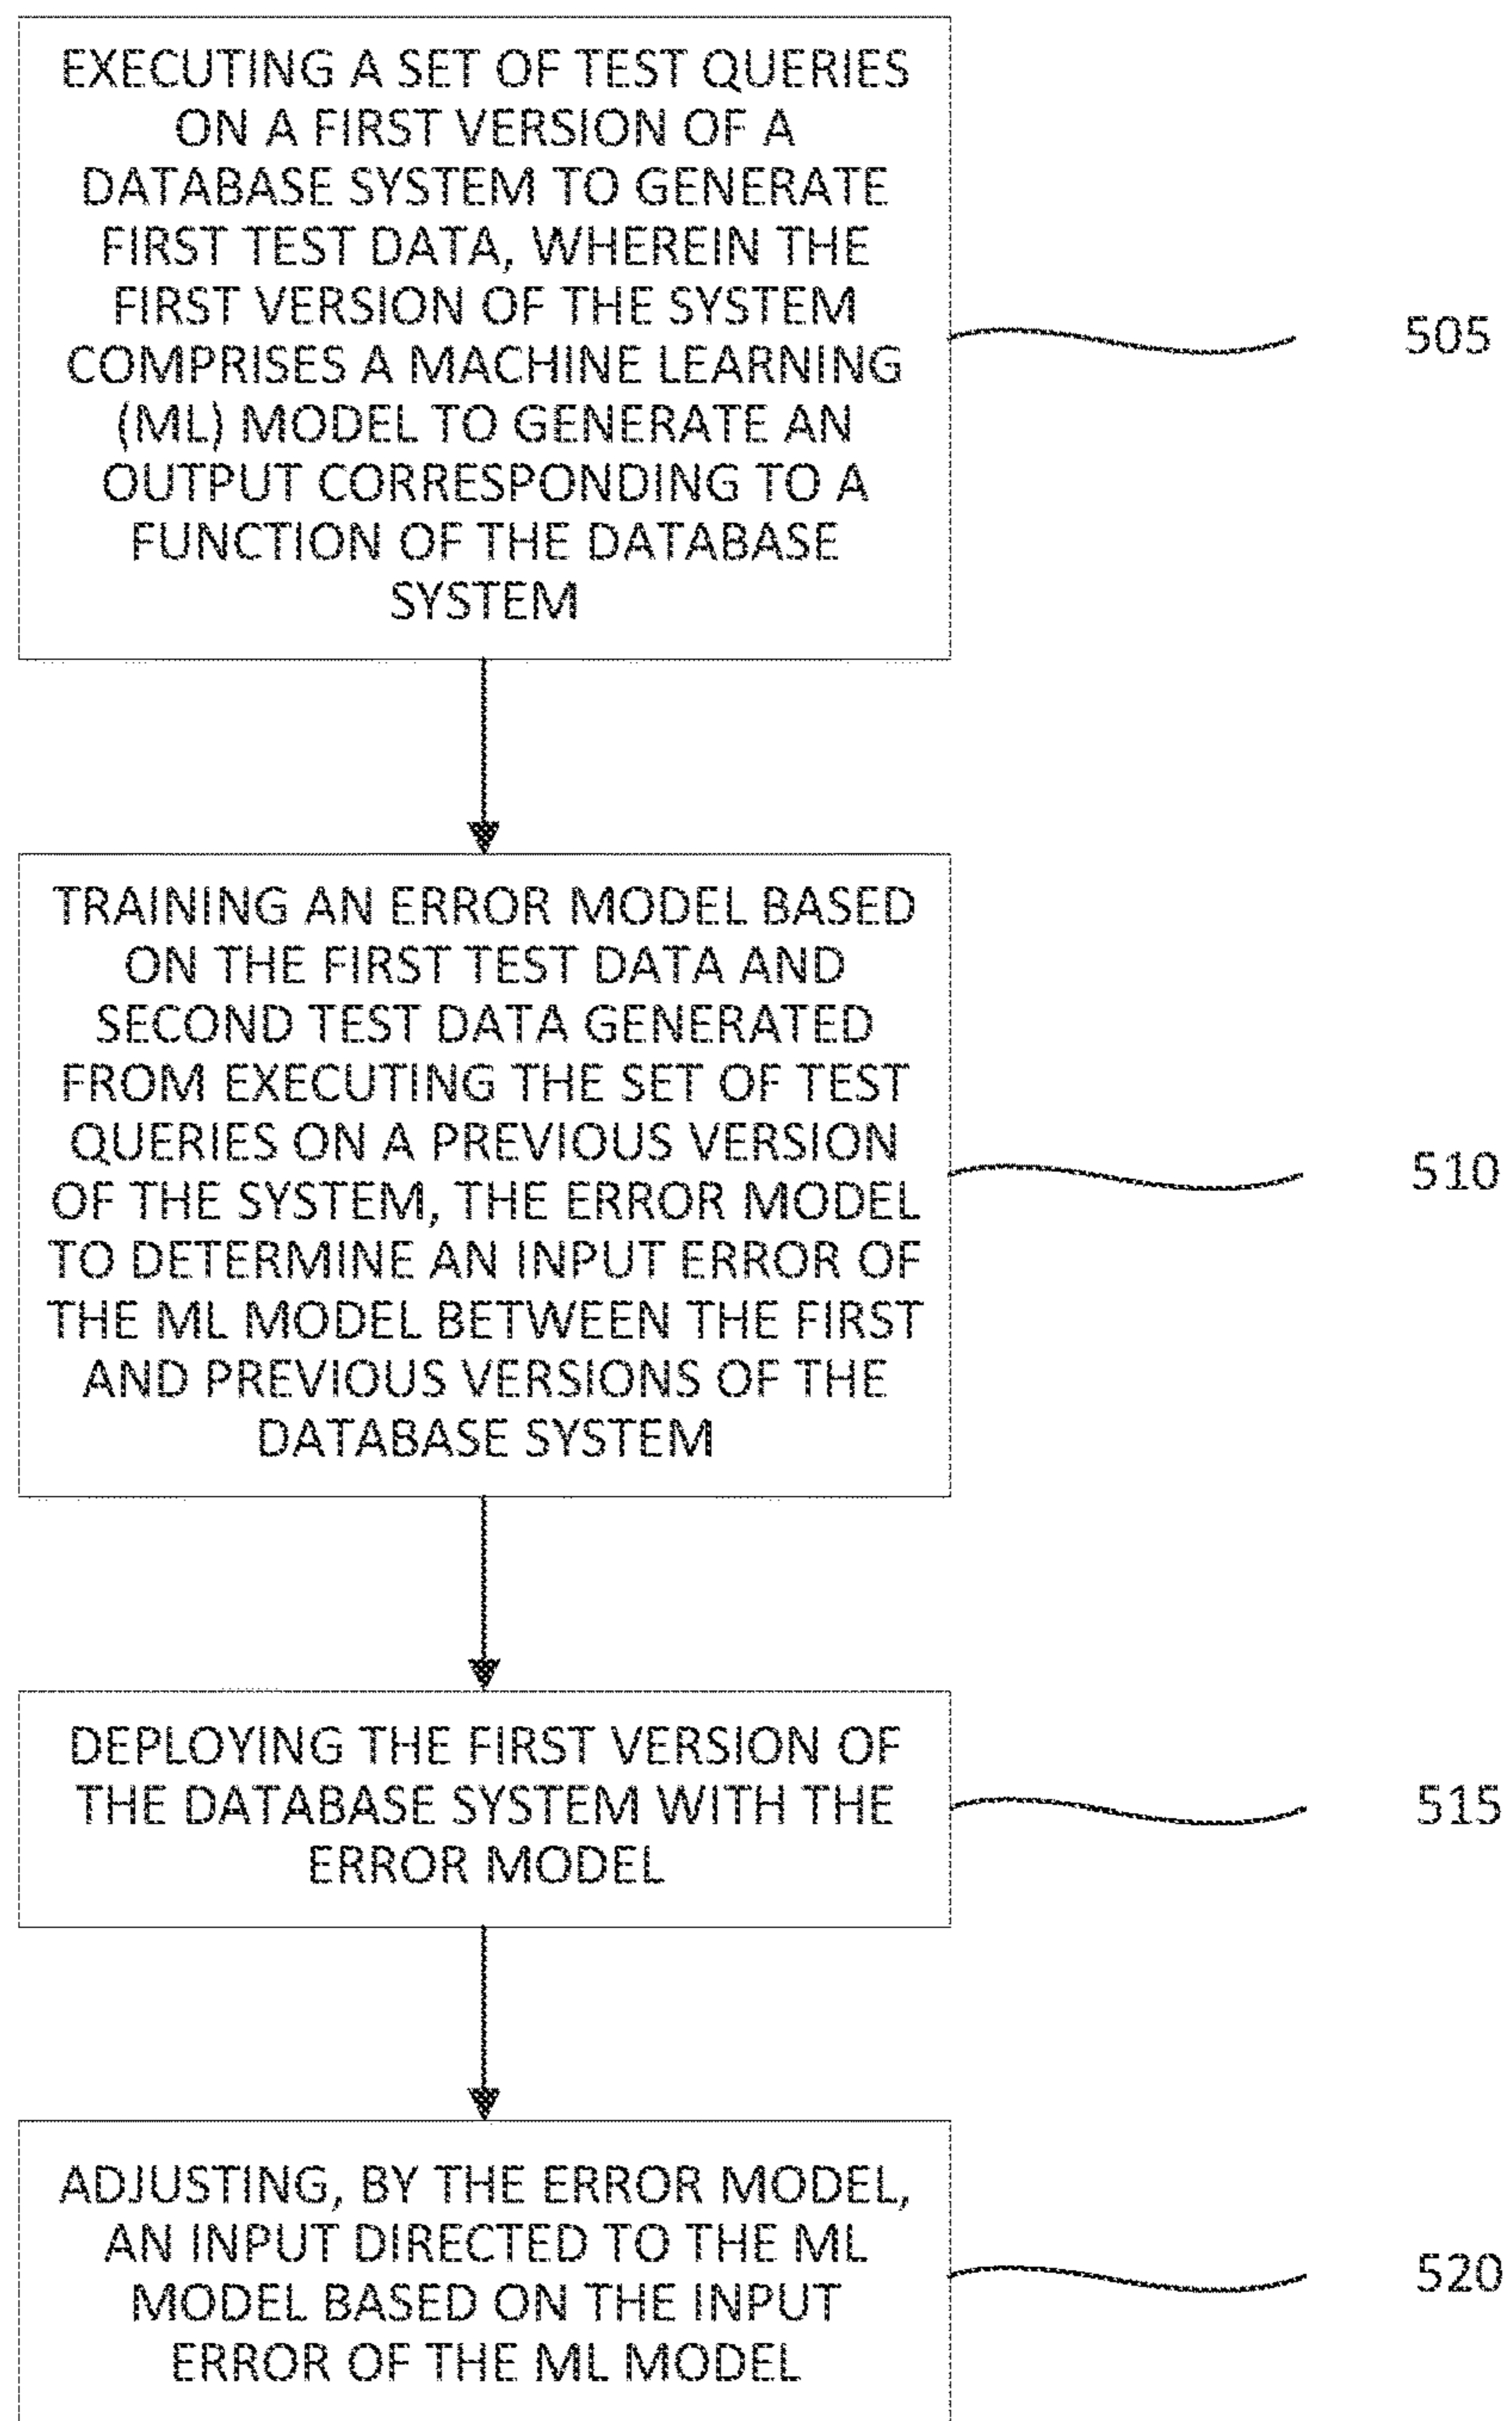 EXECUTING A SET OF TEST QUERIES
ON A FIRST VERSION OF A
DATABASE SYSTEM TO GENERATE
FIRST TEST DATA, WHEREIN THE
FIRST VERSION OF THE SYSTEM
COMPRISES A MACHINE LEARNING
(ML) MODEL TO GENERATE AN
OUTPUT CORRESPONDING TO A
FUNCTION OF THE DATABASE
SYSTEM
505
TRAINING AN ERROR MODEL BASED
ON THE FIRST TEST DATA AND
SECOND TEST DATA GENERATED
FROM EXECUTING THE SET OF TEST
QUERIES ON A PREVIOUS VERSION
OF THE SYSTEM, THE ERROR MODEL
TO DETERMINE AN INPUT ERROR OF
THE ML MODEL BETWEEN THE FIRST
AND PREVIOUS VERSIONS OF THE
DATABASE SYSTEM
510
DEPLOYING THE FIRST VERSION OF
THE DATABASE SYSTEM WITH THE
ERROR MODEL
515
ADJUSTING, BY THE ERROR MODEL,
AN INPUT DIRECTED TO THE ML
MODEL BASED ON THE INPUT
ERROR OF THE ML MODEL
520